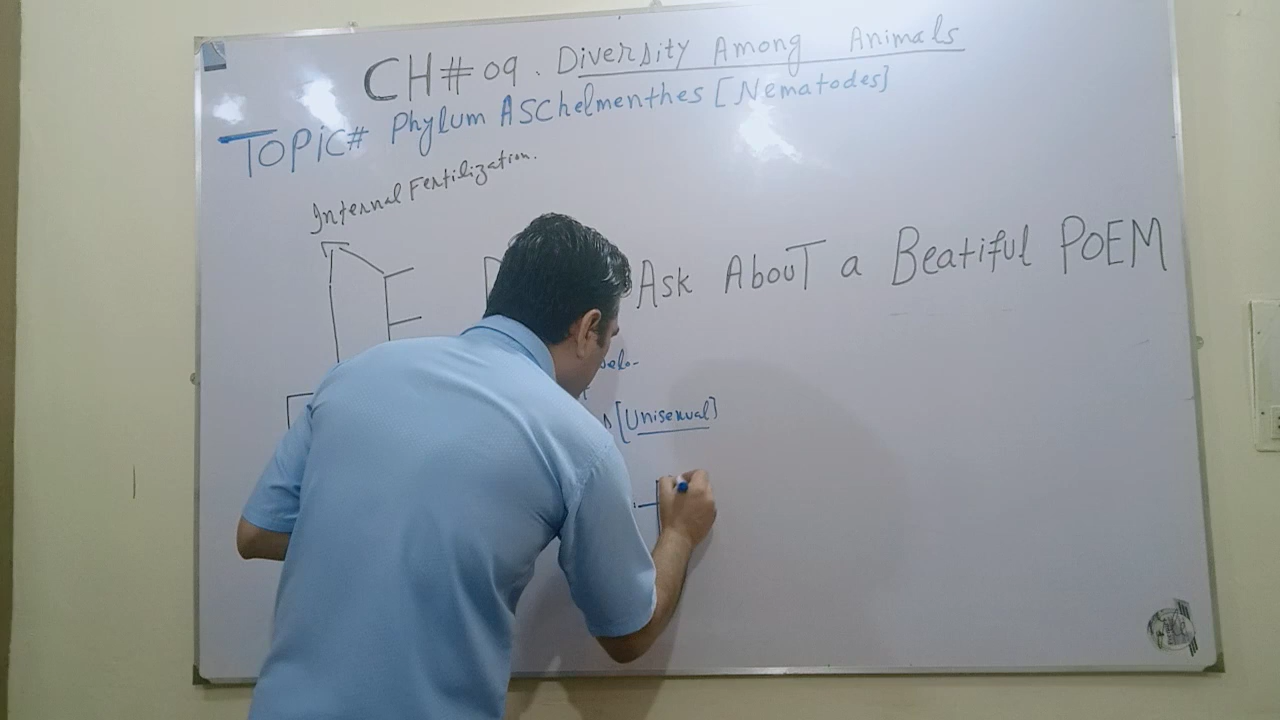 CH# 09. Diversity Among Animals
TOPIC# Phylum ASChelmenthes [Nematodes]
Internal Fertilization.
Ask About a Beatiful POEM
[Unisexual]